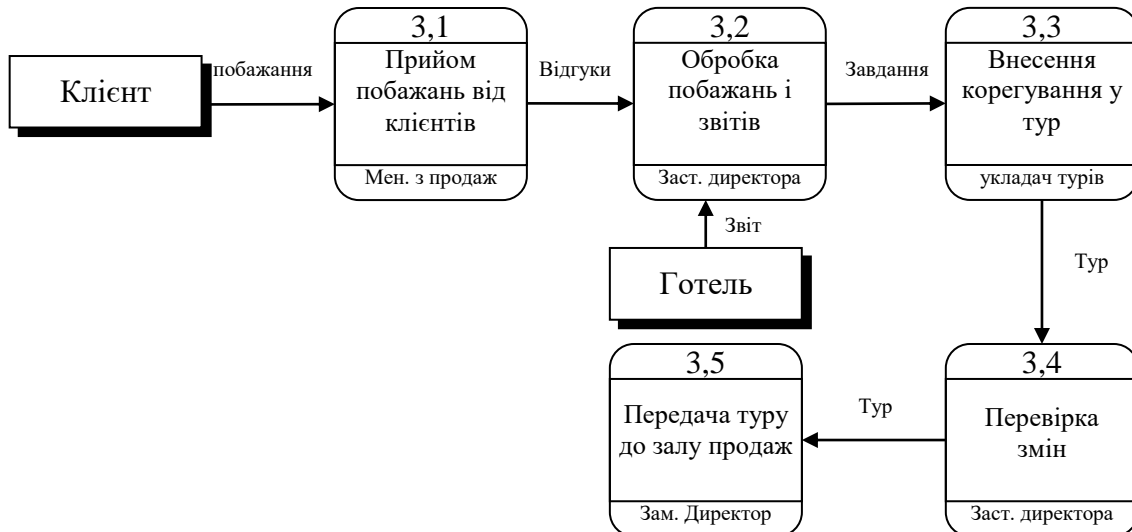 Клієнт
побажання
3,1
Прийом
побажань від
клієнтів
Мен. з продаж
Відгуки
3,2
Обробка
побажань і
звітів
Заст. директора
Завдання
3,3
Внесення
корегування у
тур
укладач турів
Звіт
Готель
Тур
3,4
Перевірка
змін
Заст. директора
Тур
3,5
Передача туру
до залу продаж
Зам. Директор